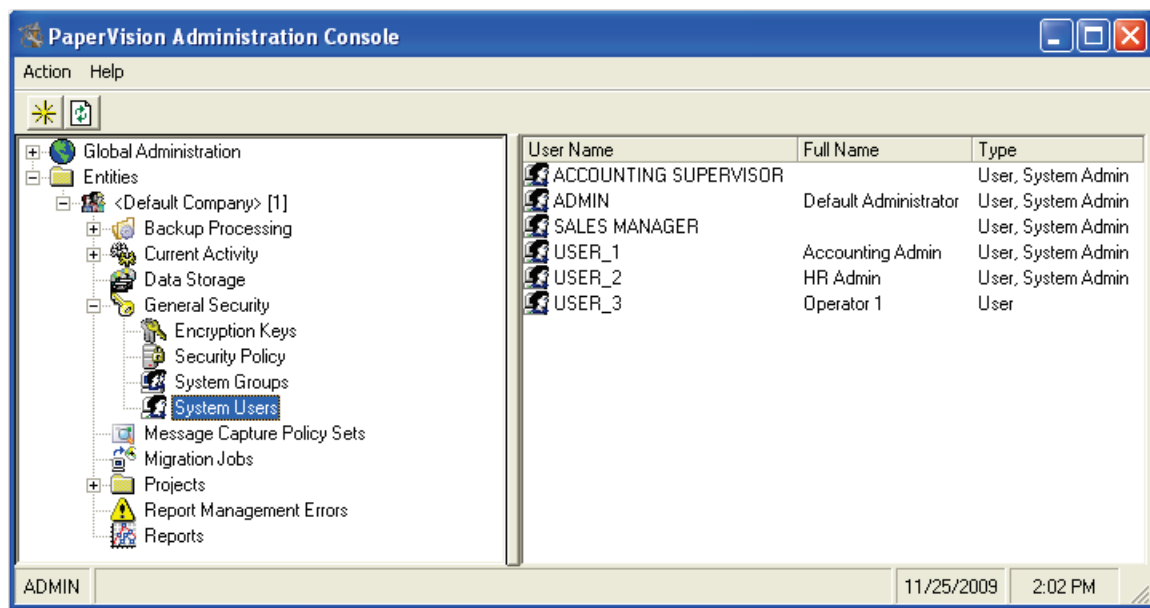 PaperVision Administration Console
Action Help
Global Administration
Entities
<Default Company> [1]
Backup Processing
Current Activity
Data Storage
General Security
Encryption Keys
Security Policy
System Groups
System Users
Message Capture Policy Sets
Migration Jobs
Projects
Report Management Errors
Reports
User Name Full Name Type
ACCOUNTING SUPERVISOR User, System Admin
ADMIN Default Administrator User, System Admin
SALES MANAGER User, System Admin
USER_1 Accounting Admin User, System Admin
USER_2 HR Admin User, System Admin
USER_3 Operator 1 User
ADMIN 11/25/2009 2:02 PM